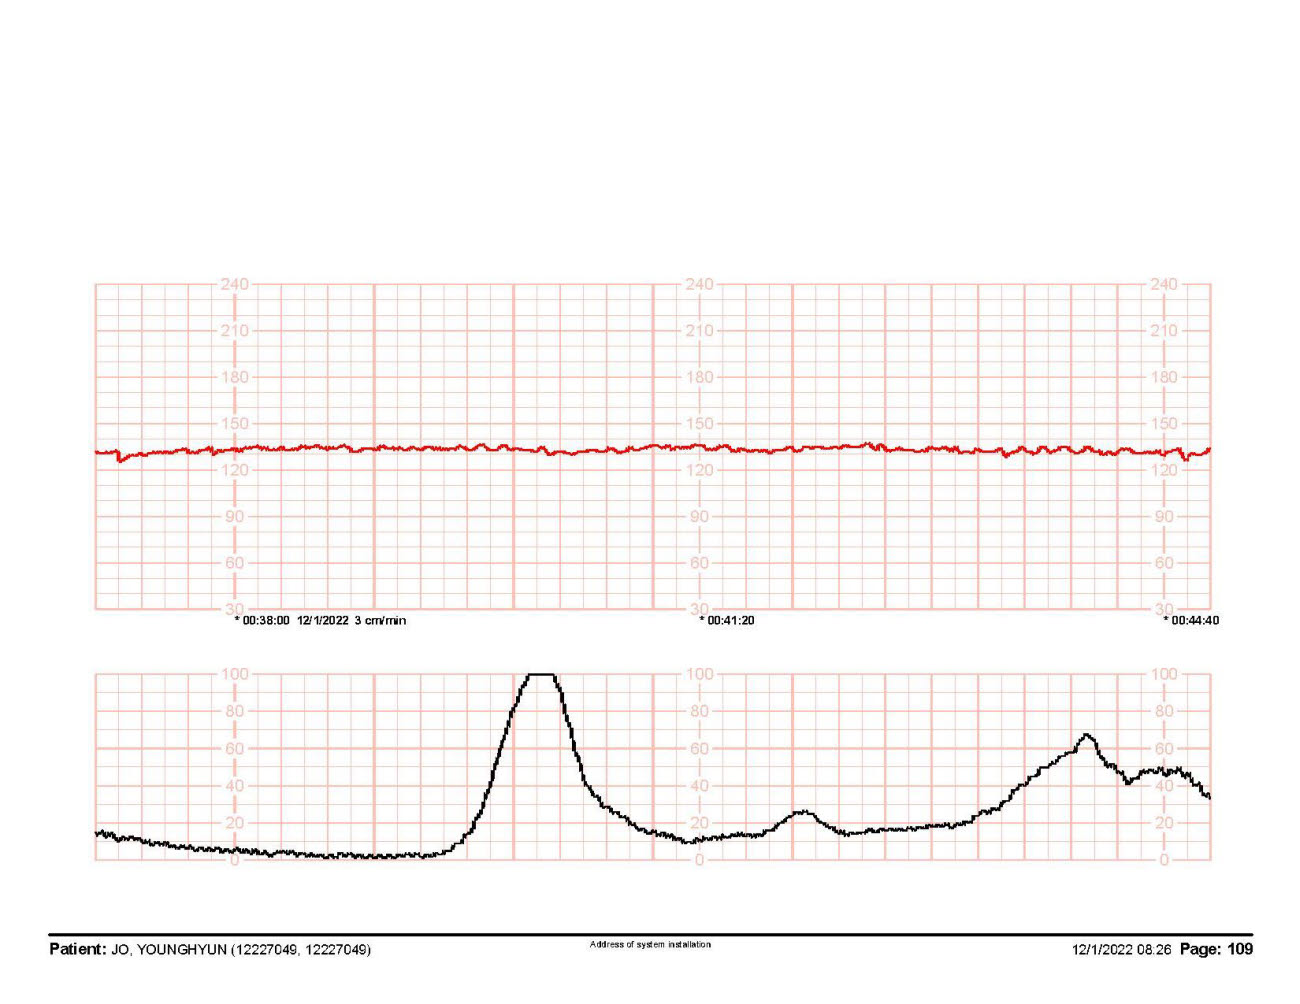 240 240 240
210 210 210
180 180 180
150 150 150
120 120 120
90 90 90
60 60 60
30 30 30
* 00:38:00 12/1/2022 3 cm/min * 00:41:20 * 00:44:40
100 100 100
80 80 80
60 60 60
40 40 40
20 20 20
0 0 0
Patient: JO, YOUNGHYUN (12227049, 12227049) Address of system installation 12/1/2022 08:26 Page: 109